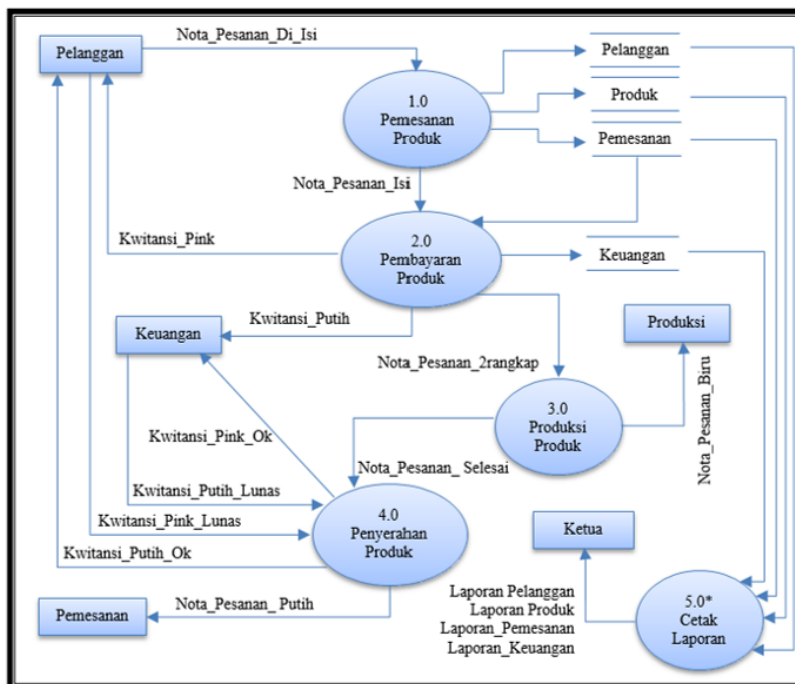 Nota_Pesanan_Di_Isi
Pelanggan
Pelanggan
1.0
Pemesanan
Produk
Produk
Pemesanan
Nota_Pesanan_Isi
Kwitansi_Pink
2.0
Pembayaran
Produk
Keuangan
Kwitansi_Putih
Keuangan
Produksi
Nota_Pesanan_2rangkap
Nota_Pesanan_Biru
3.0
Produksi
Produk
Kwitansi_Pink_Ok
Nota_Pesanan_ Selesai
Kwitansi_Putih_Lunas
4.0
Penyerahan
Produk
Kwitansi_Pink_Lunas
Kwitansi_Putih_Ok
Ketua
Nota_Pesanan_ Putih
Pemesanan
Laporan Pelanggan
Laporan Produk
Laporan_Pemesanan
Laporan_Keuangan
5.0*
Cetak
Laporan